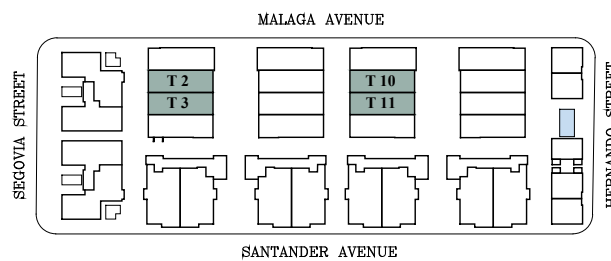 MALAGA AVENUE
SEGOVIA STREET
T 2
T 3
T 10
T 11
HERNANDO STREET
SANTANDER AVENUE